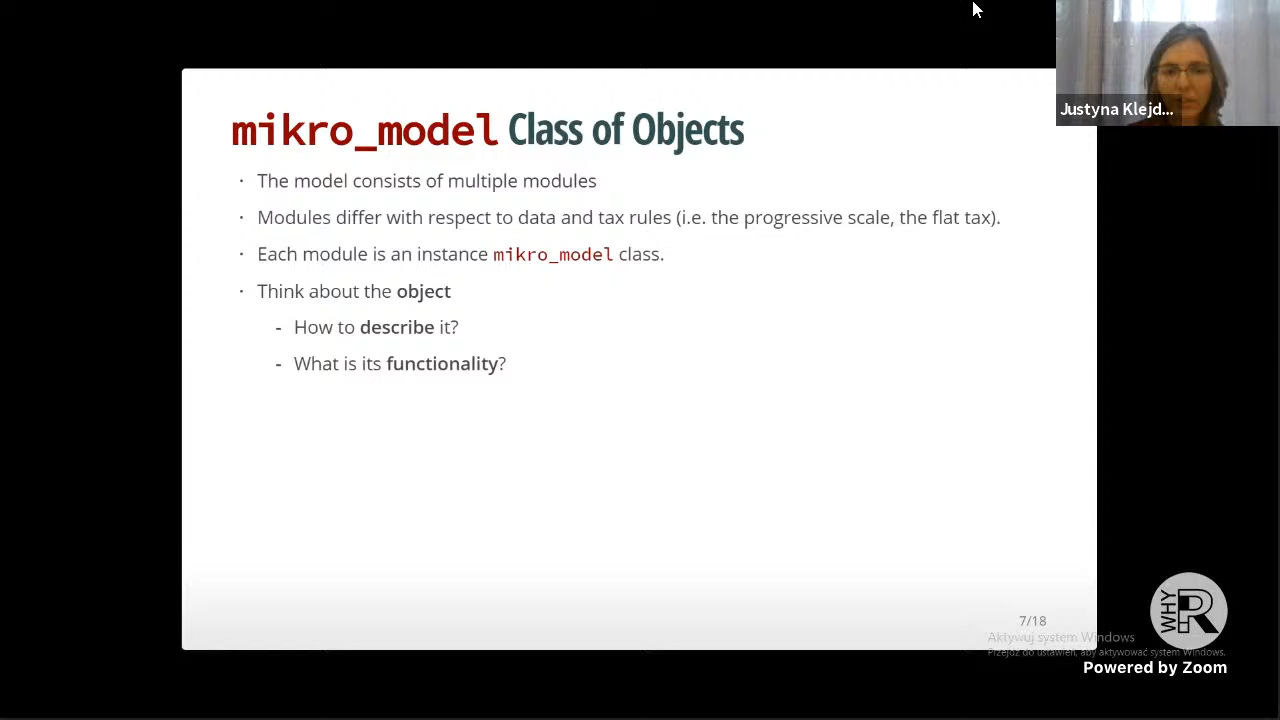 Justyna Klejd...
mikro_model Class of Objects
· The model consists of multiple modules
· Modules differ with respect to data and tax rules (i.e. the progressive scale, the flat tax).
· Each module is an instance mikro_model class.
· Think about the object
- How to describe it?
- What is its functionality?
7/18
WHY R
Aktywuj system Windows
Przejdź do ustawień, aby aktywować system Windows.
Powered by Zoom